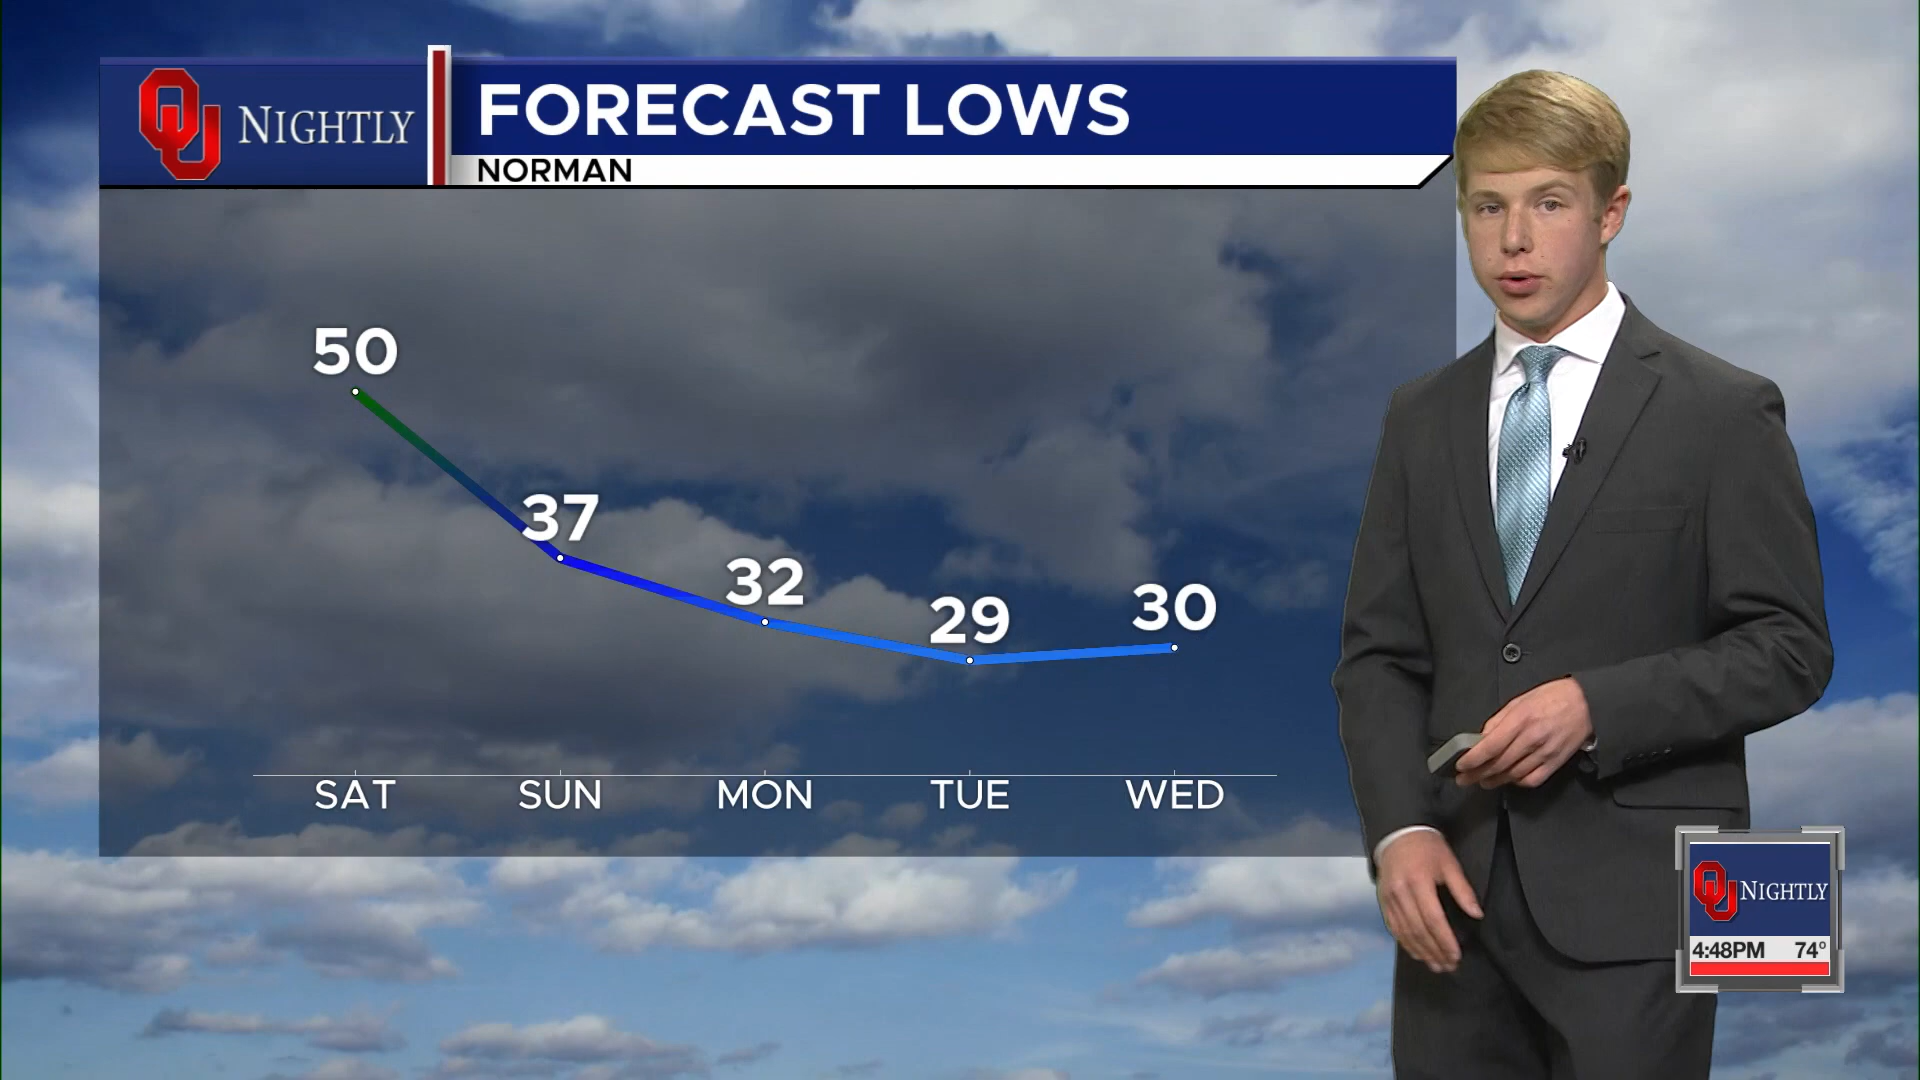 OU NIGHTLY
FORECAST LOWS
NORMAN
50
37
32
29
30
SAT SUN MON TUE WED
OU NIGHTLY
4:48PM 74°